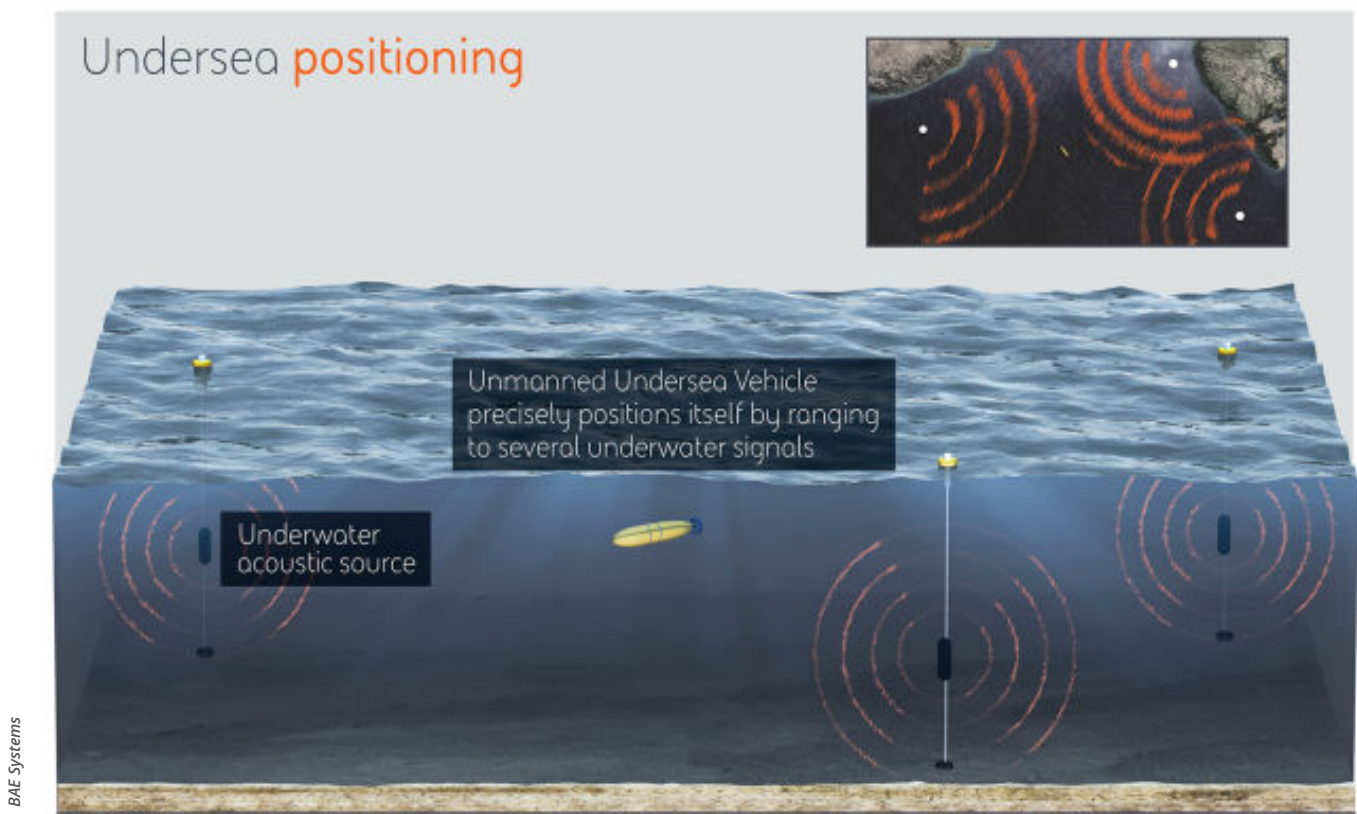 Undersea positioning
Unmanned Undersea Vehicle
precisely positions itself by ranging
to several underwater signals
Underwater
acoustic source
BAE Systems